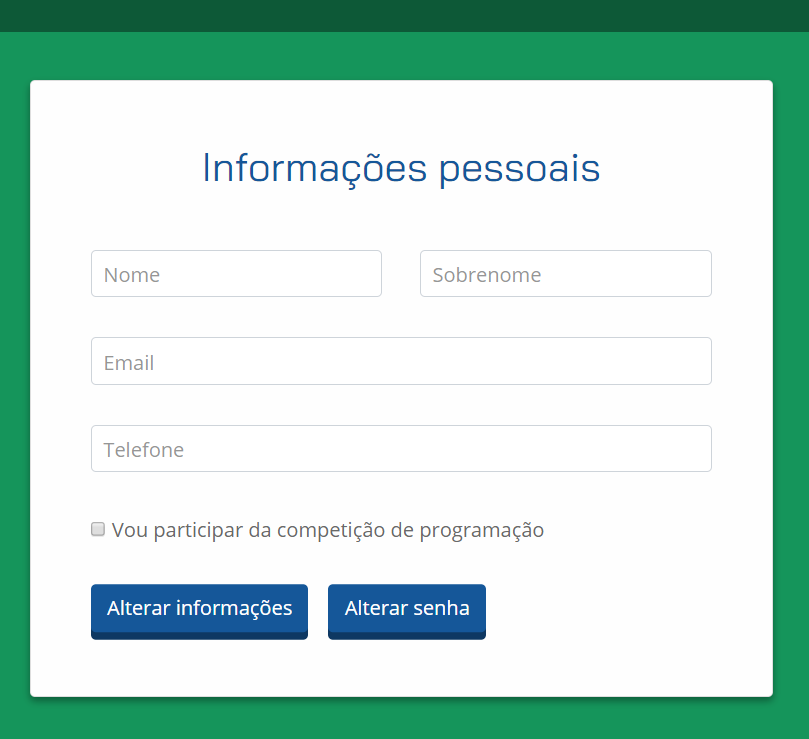 Informações pessoais
Nome
Sobrenome
Email
Telefone
Vou participar da competição de programação
Alterar informações
Alterar senha